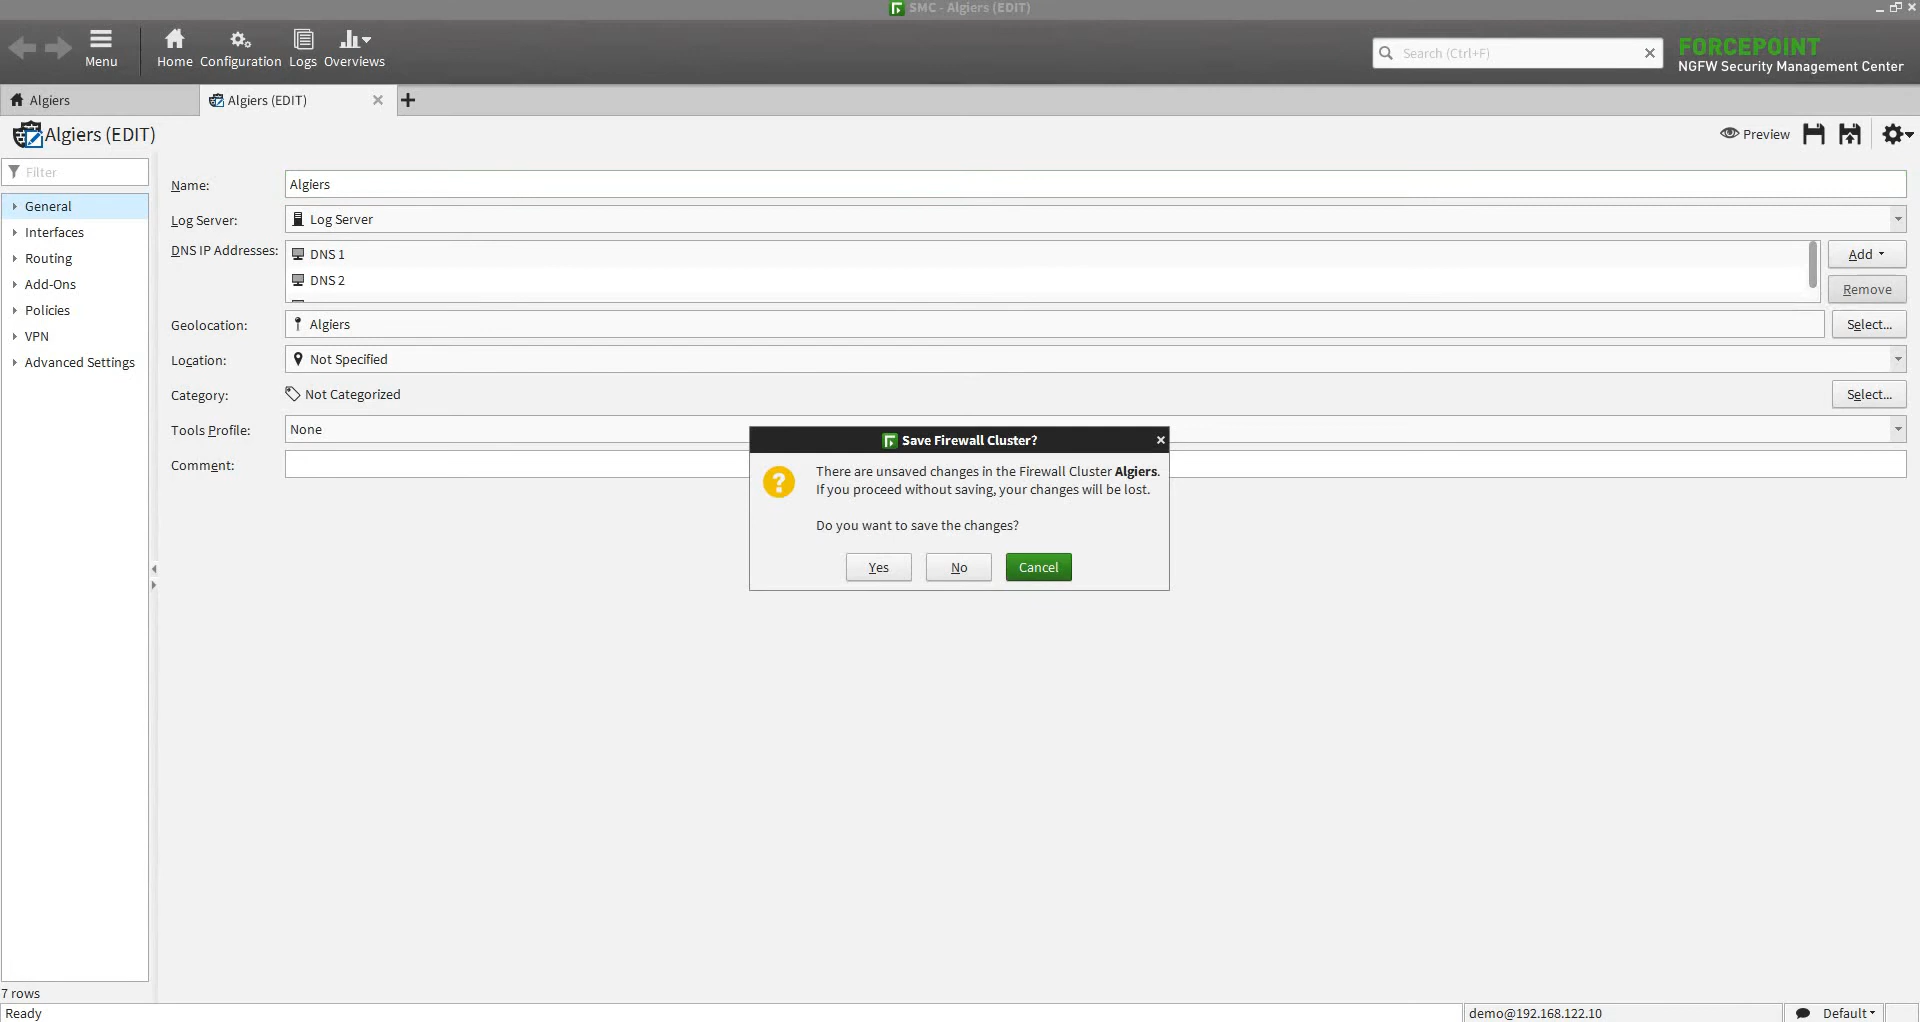 SMC - Algiers (EDIT)
Menu
Home
Configuration
Logs
Overviews
Search (Ctrl+F)
FORCEPOINT
NGFW Security Management Center
Algiers
Algiers (EDIT)
Algiers (EDIT)
Preview
Filter
General
Interfaces
Routing
Add-Ons
Policies
VPN
Advanced Settings
Name:
Algiers
Log Server:
Log Server
DNS IP Addresses:
DNS 1
DNS 2
Add
Remove
Geolocation:
Algiers
Select...
Location:
Not Specified
Category:
Not Categorized
Select...
Tools Profile:
None
Comment:
Save Firewall Cluster?
There are unsaved changes in the Firewall Cluster Algiers.
If you proceed without saving, your changes will be lost.
Do you want to save the changes?
Yes
No
Cancel
7 rows
Ready
demo@192.168.122.10
Default